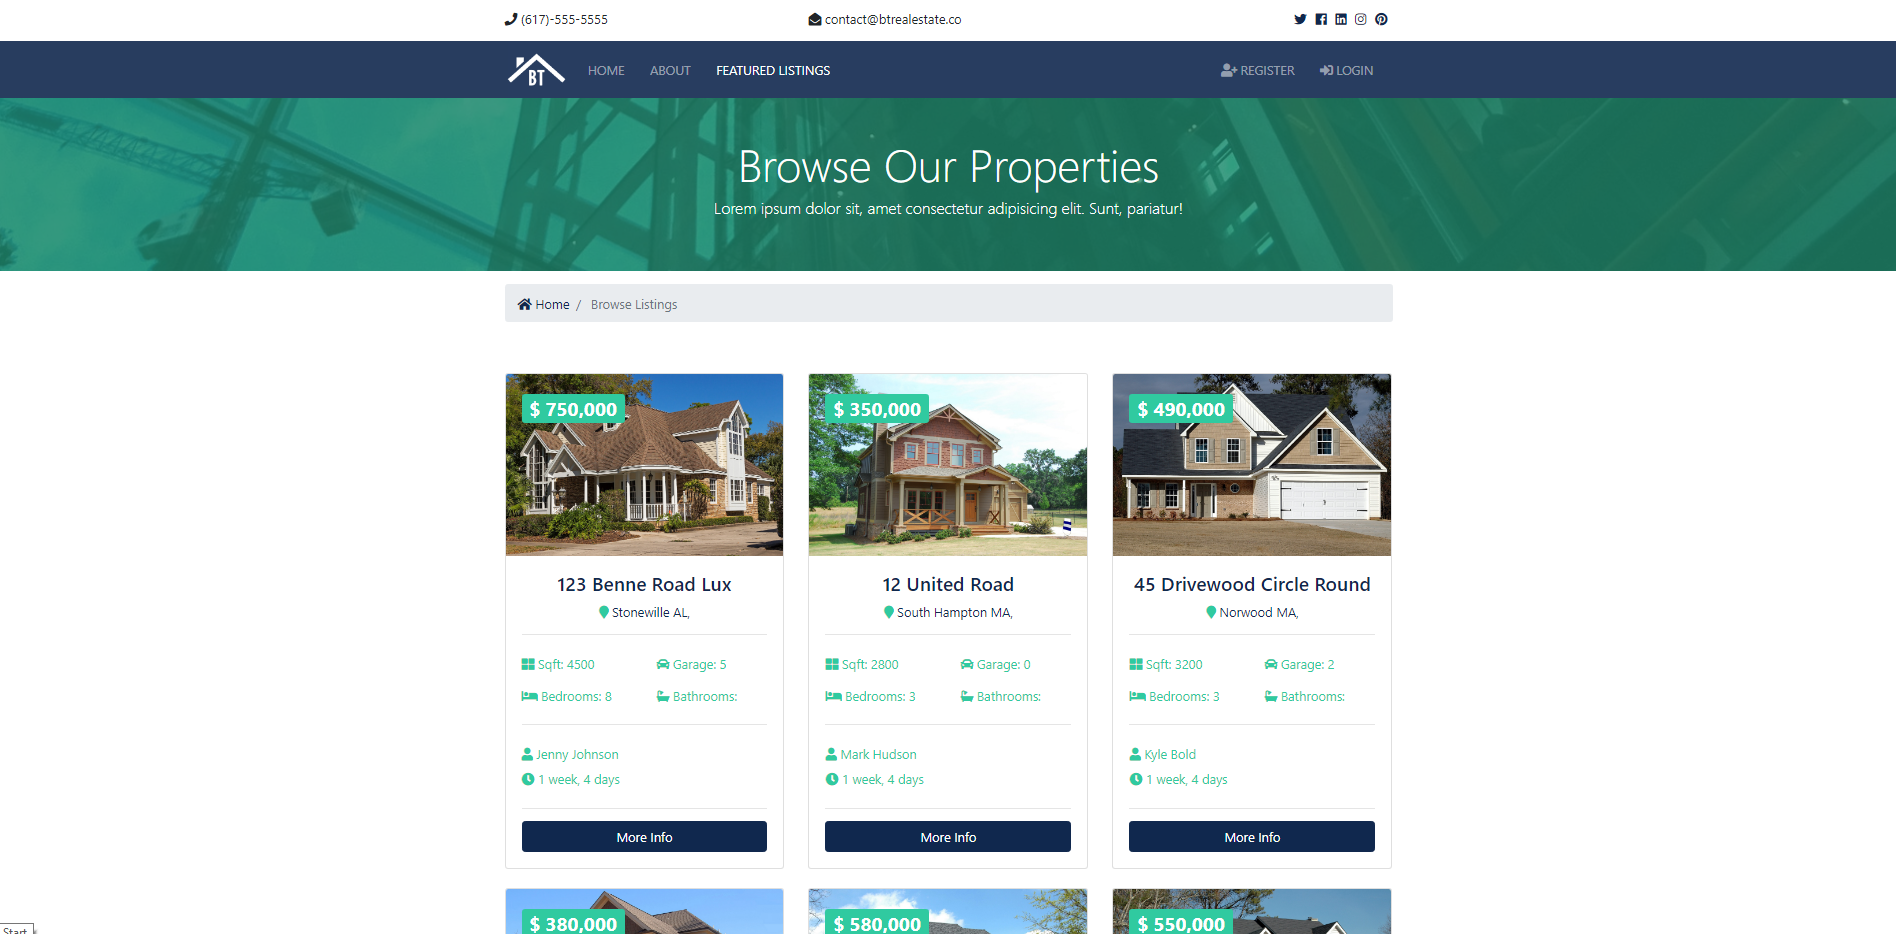 (617)-555-5555
contact@btrealestate.co
BT
HOME ABOUT FEATURED LISTINGS REGISTER LOGIN
Browse Our Properties
Lorem ipsum dolor sit, amet consectetur adipisicing elit. Sunt, pariatur!
Home / Browse Listings
$ 750,000
123 Benne Road Lux
Stonewille AL,
Sqft: 4500 Garage: 5
Bedrooms: 8 Bathrooms:
Jenny Johnson
1 week, 4 days
More Info
$ 350,000
12 United Road
South Hampton MA,
Sqft: 2800 Garage: 0
Bedrooms: 3 Bathrooms:
Mark Hudson
1 week, 4 days
More Info
$ 490,000
45 Drivewood Circle Round
Norwood MA,
Sqft: 3200 Garage: 2
Bedrooms: 3 Bathrooms:
Kyle Bold
1 week, 4 days
More Info
$ 380,000
$ 580,000
$ 550,000
Start